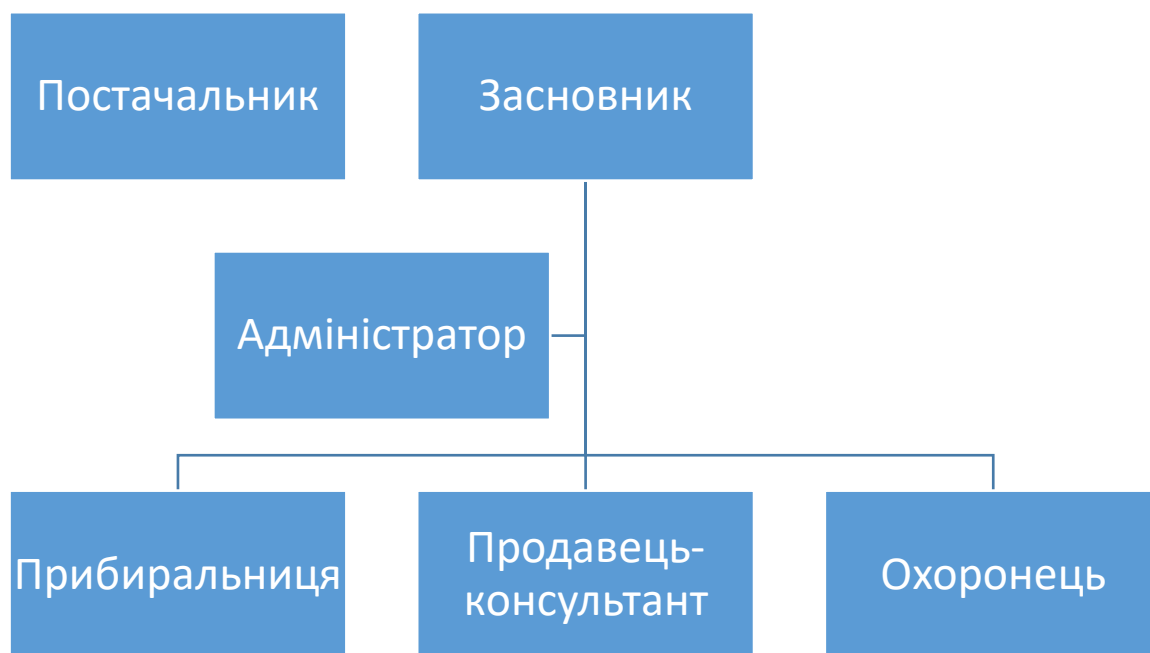 Постачальник
Засновник
Адміністратор
Прибиральниця
Продавець-
консультант
Охоронець